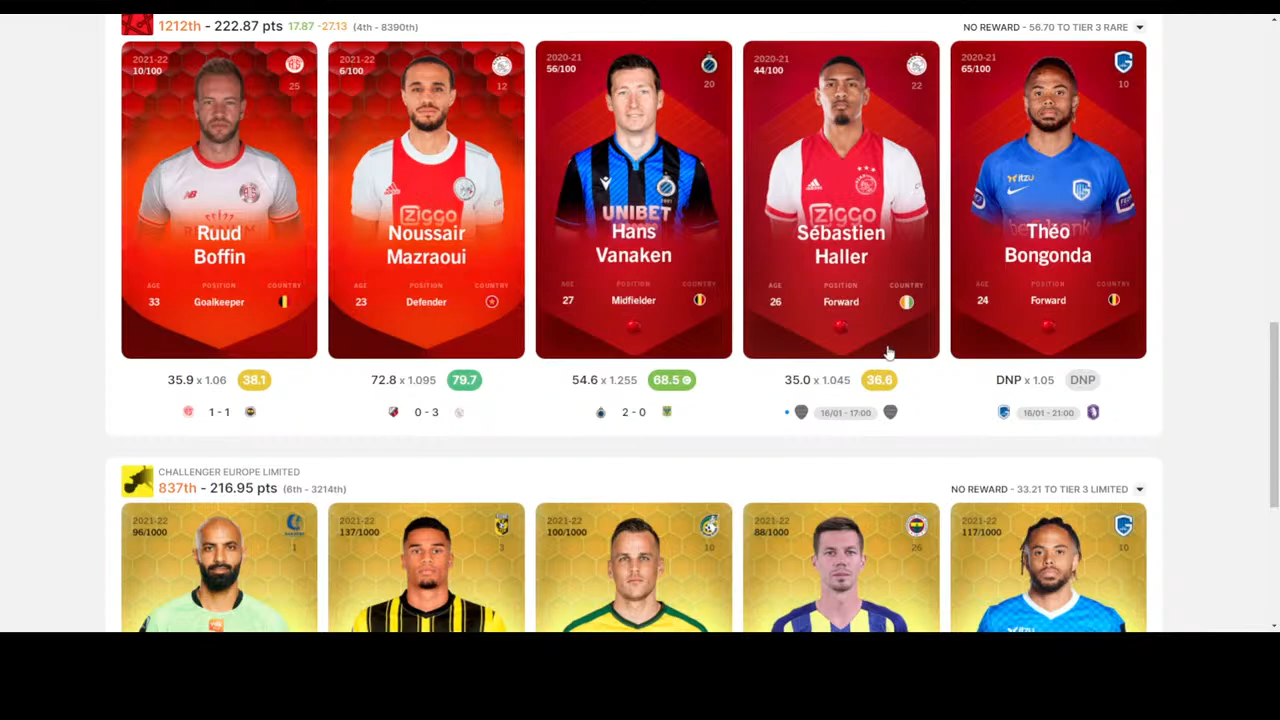 1212th - 222.87 pts 17.87 -27.13 (4th - 8390th)
NO REWARD - 56.70 TO TIER 3 RARE
2021-22
10/100
25
Ruud
Boffin
AGE POSITION COUNTRY
33 Goalkeeper
2021-22
6/100
12
Ziggo
Noussair
Mazraoui
AGE POSITION COUNTRY
23 Defender
2020-21
56/100
20
UNIBET
Hans
Vanaken
AGE POSITION COUNTRY
27 Midfielder
2020-21
44/100
22
Ziggo
Sébastien
Haller
AGE POSITION COUNTRY
26 Forward
2020-21
65/100
10
itzu
Théo
Bongonda
AGE POSITION COUNTRY
24 Forward
35.9 x 1.06 38.1
72.8 x 1.095 79.7
54.6 x 1.255 68.5 C
35.0 x 1.045 36.6
DNP x 1.05 DNP
1 - 1
0 - 3
2 - 0
16/01 - 17:00
16/01 - 21:00
CHALLENGER EUROPE LIMITED
837th - 216.95 pts (6th - 3214th)
NO REWARD - 33.21 TO TIER 3 LIMITED
2021-22
96/1000
1
2021-22
137/1000
3
2021-22
100/1000
10
2021-22
88/1000
26
2021-22
117/1000
10
itzu